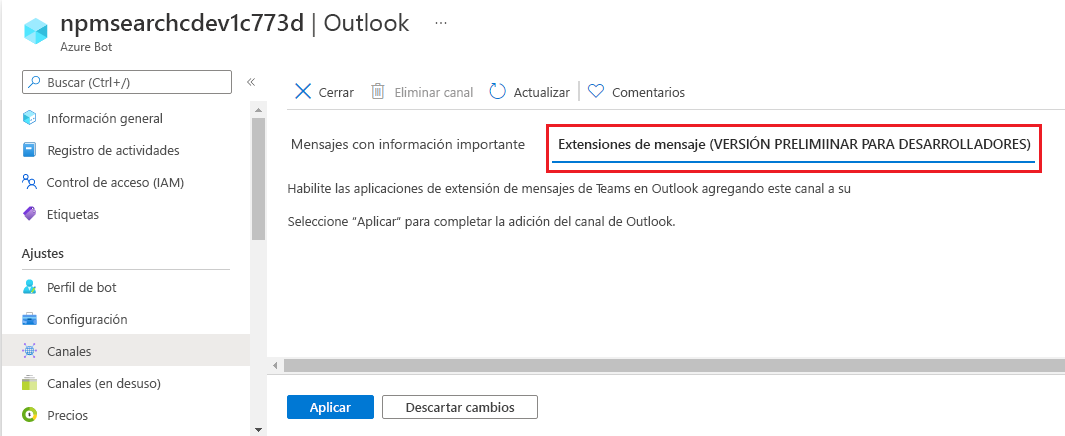 npmsearchcdev1c773d | Outlook ...
Azure Bot
Buscar (Ctrl+/) «
Información general
Registro de actividades
Control de acceso (IAM)
Etiquetas
Ajustes
Perfil de bot
Configuración
Canales
Canales (en desuso)
Precios
Cerrar Eliminar canal Actualizar Comentarios
Mensajes con información importante Extensiones de mensaje (VERSIÓN PRELIMIINAR PARA DESARROLLADORES)
Habilite las aplicaciones de extensión de mensajes de Teams en Outlook agregando este canal a su
Seleccione "Aplicar" para completar la adición del canal de Outlook.
Aplicar Descartar cambios